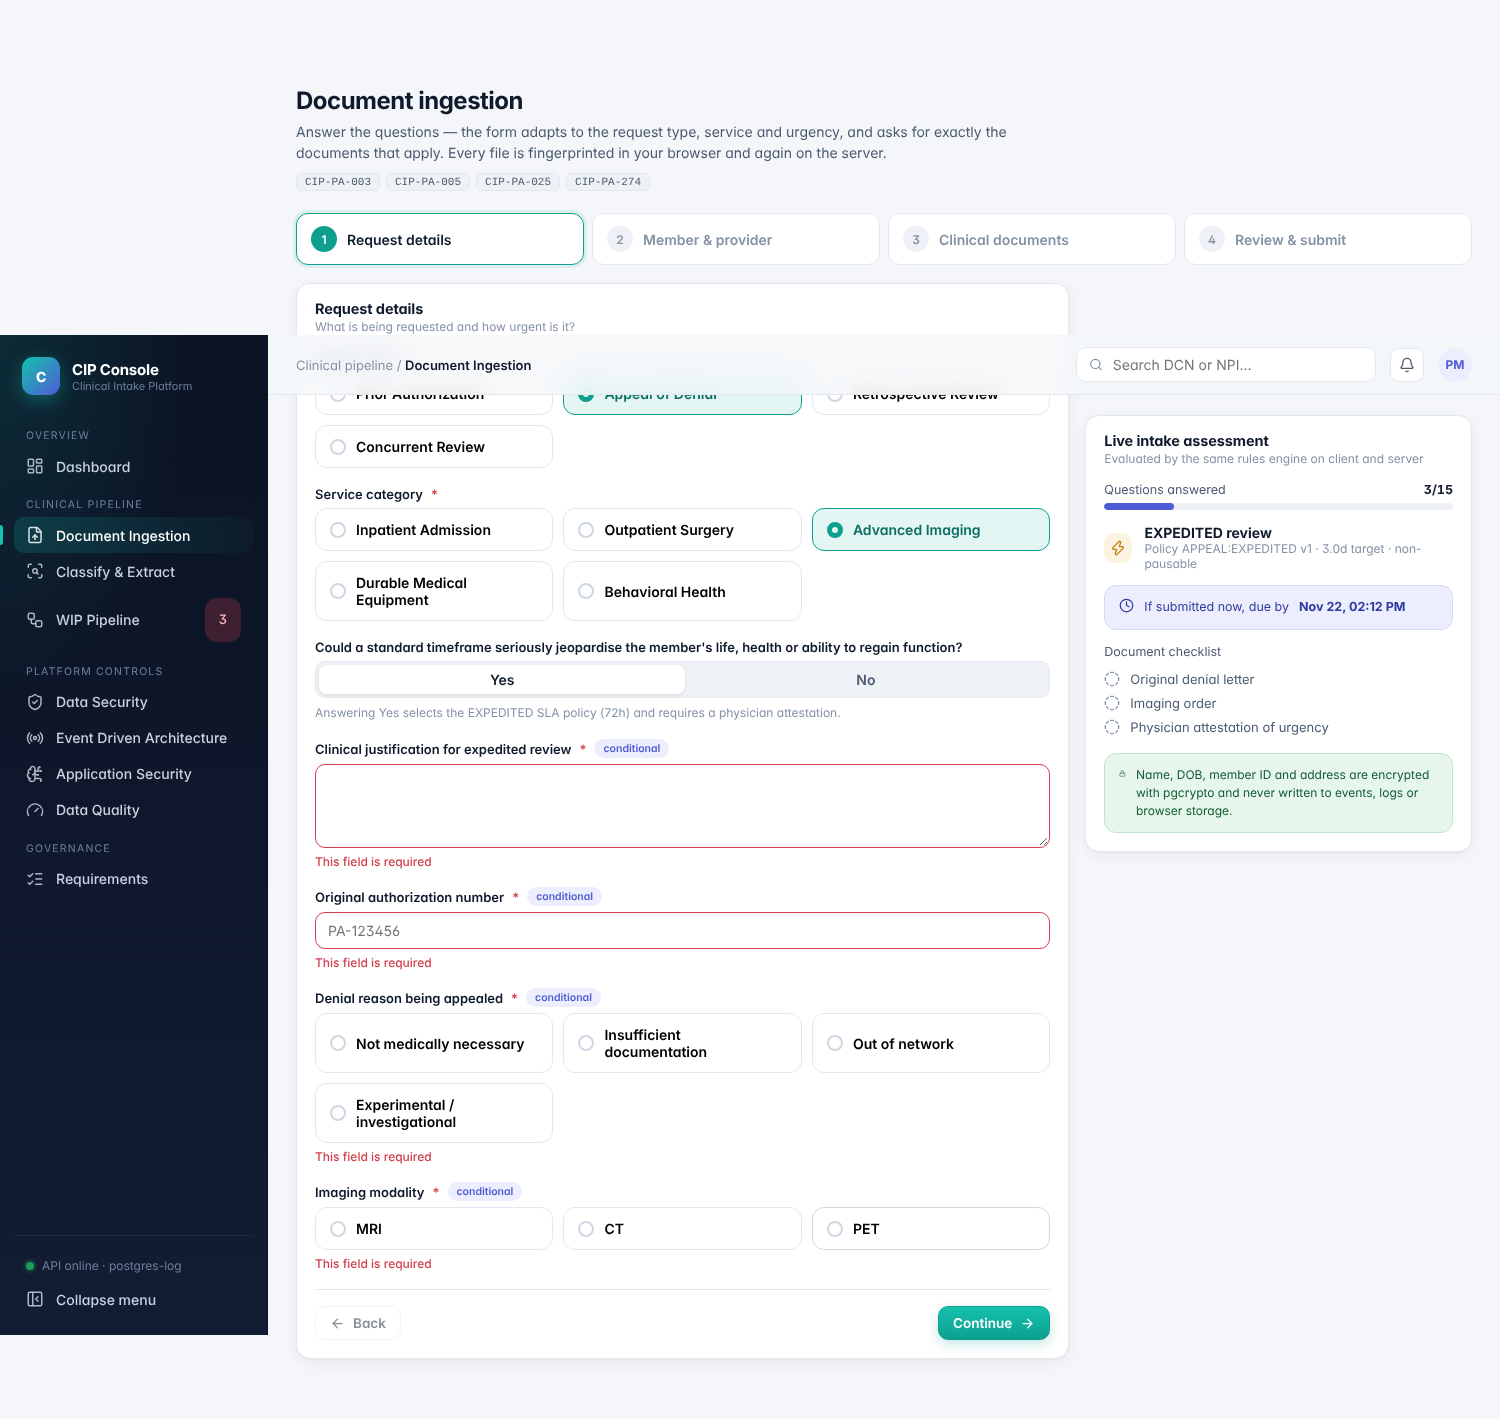 Document ingestion
Answer the questions — the form adapts to the request type, service and urgency, and asks for exactly the
documents that apply. Every file is fingerprinted in your browser and again on the server.
CIP-PA-003 CIP-PA-005 CIP-PA-025 CIP-PA-274
1 Request details
2 Member & provider
3 Clinical documents
4 Review & submit
Request details
What is being requested and how urgent is it?
C
CIP Console
Clinical Intake Platform
OVERVIEW
Dashboard
CLINICAL PIPELINE
Document Ingestion
Classify & Extract
WIP Pipeline 3
PLATFORM CONTROLS
Data Security
Event Driven Architecture
Application Security
Data Quality
GOVERNANCE
Requirements
API online · postgres-log
Collapse menu
Clinical pipeline / Document Ingestion
Search DCN or NPI...
PM
Prior Authorization
Appeal of Denial
Retrospective Review
Concurrent Review
Service category *
Inpatient Admission
Outpatient Surgery
Advanced Imaging
Durable Medical
Equipment
Behavioral Health
Could a standard timeframe seriously jeopardise the member's life, health or ability to regain function?
Yes
No
Answering Yes selects the EXPEDITED SLA policy (72h) and requires a physician attestation.
Clinical justification for expedited review * conditional
This field is required
Original authorization number * conditional
PA-123456
This field is required
Denial reason being appealed * conditional
Not medically necessary
Insufficient
documentation
Out of network
Experimental /
investigational
This field is required
Imaging modality * conditional
MRI
CT
PET
This field is required
Back
Continue
Live intake assessment
Evaluated by the same rules engine on client and server
Questions answered 3/15
EXPEDITED review
Policy APPEAL:EXPEDITED v1 · 3.0d target · non-
pausable
If submitted now, due by Nov 22, 02:12 PM
Document checklist
Original denial letter
Imaging order
Physician attestation of urgency
Name, DOB, member ID and address are encrypted
with pgcrypto and never written to events, logs or
browser storage.